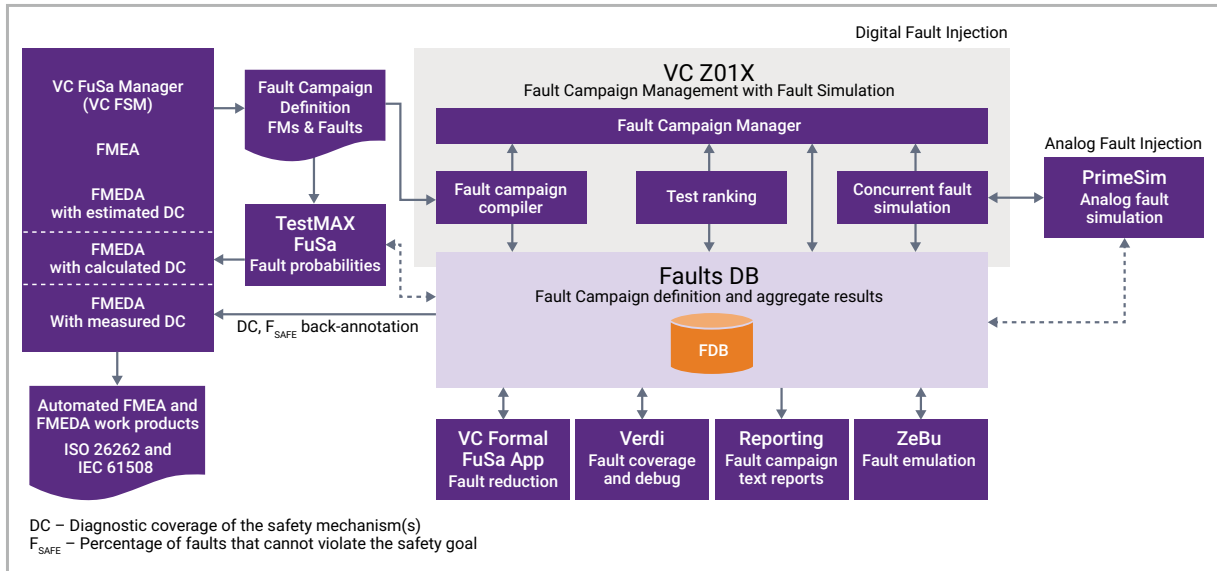 Digital Fault Injection
VC FuSa Manager
(VC FSM)
FMEA
FMEDA
with estimated DC
FMEDA
with calculated DC
FMEDA
With measured DC
Fault Campaign
Definition
FMs & Faults
TestMAX
FuSa
Fault probabilities
VC Z01X
Fault Campaign Management with Fault Simulation
Fault Campaign Manager
Fault campaign
compiler
Test ranking
Concurrent fault
simulation
Analog Fault Injection
PrimeSim
Analog fault
simulation
Faults DB
Fault Campaign definition and aggregate results
FDB
DC, F_SAFE back-annotation
Automated FMEA and
FMEDA work products
ISO 26262 and
IEC 61508
VC Formal
FuSa App
Fault reduction
Verdi
Fault coverage
and debug
Reporting
Fault campaign
text reports
ZeBu
Fault emulation
DC – Diagnostic coverage of the safety mechanism(s)
F_SAFE – Percentage of faults that cannot violate the safety goal